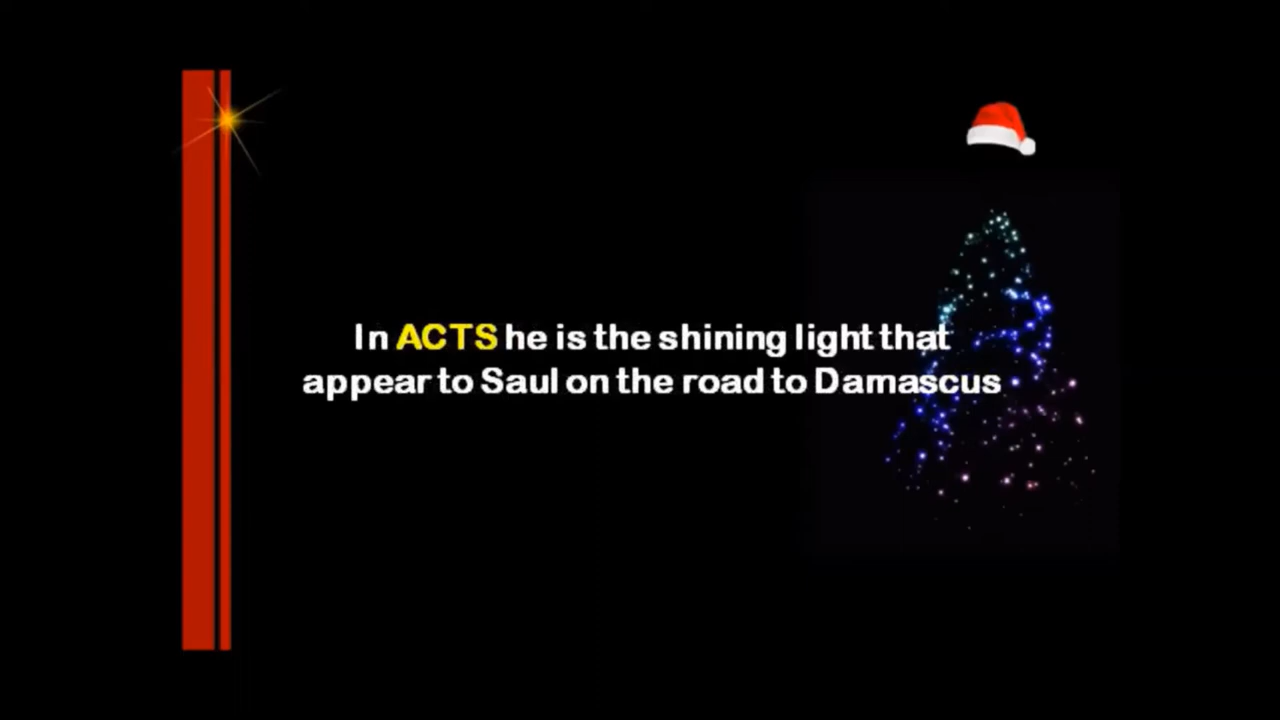 In ACTS he is the shining light that
appear to Saul on the road to Damascus